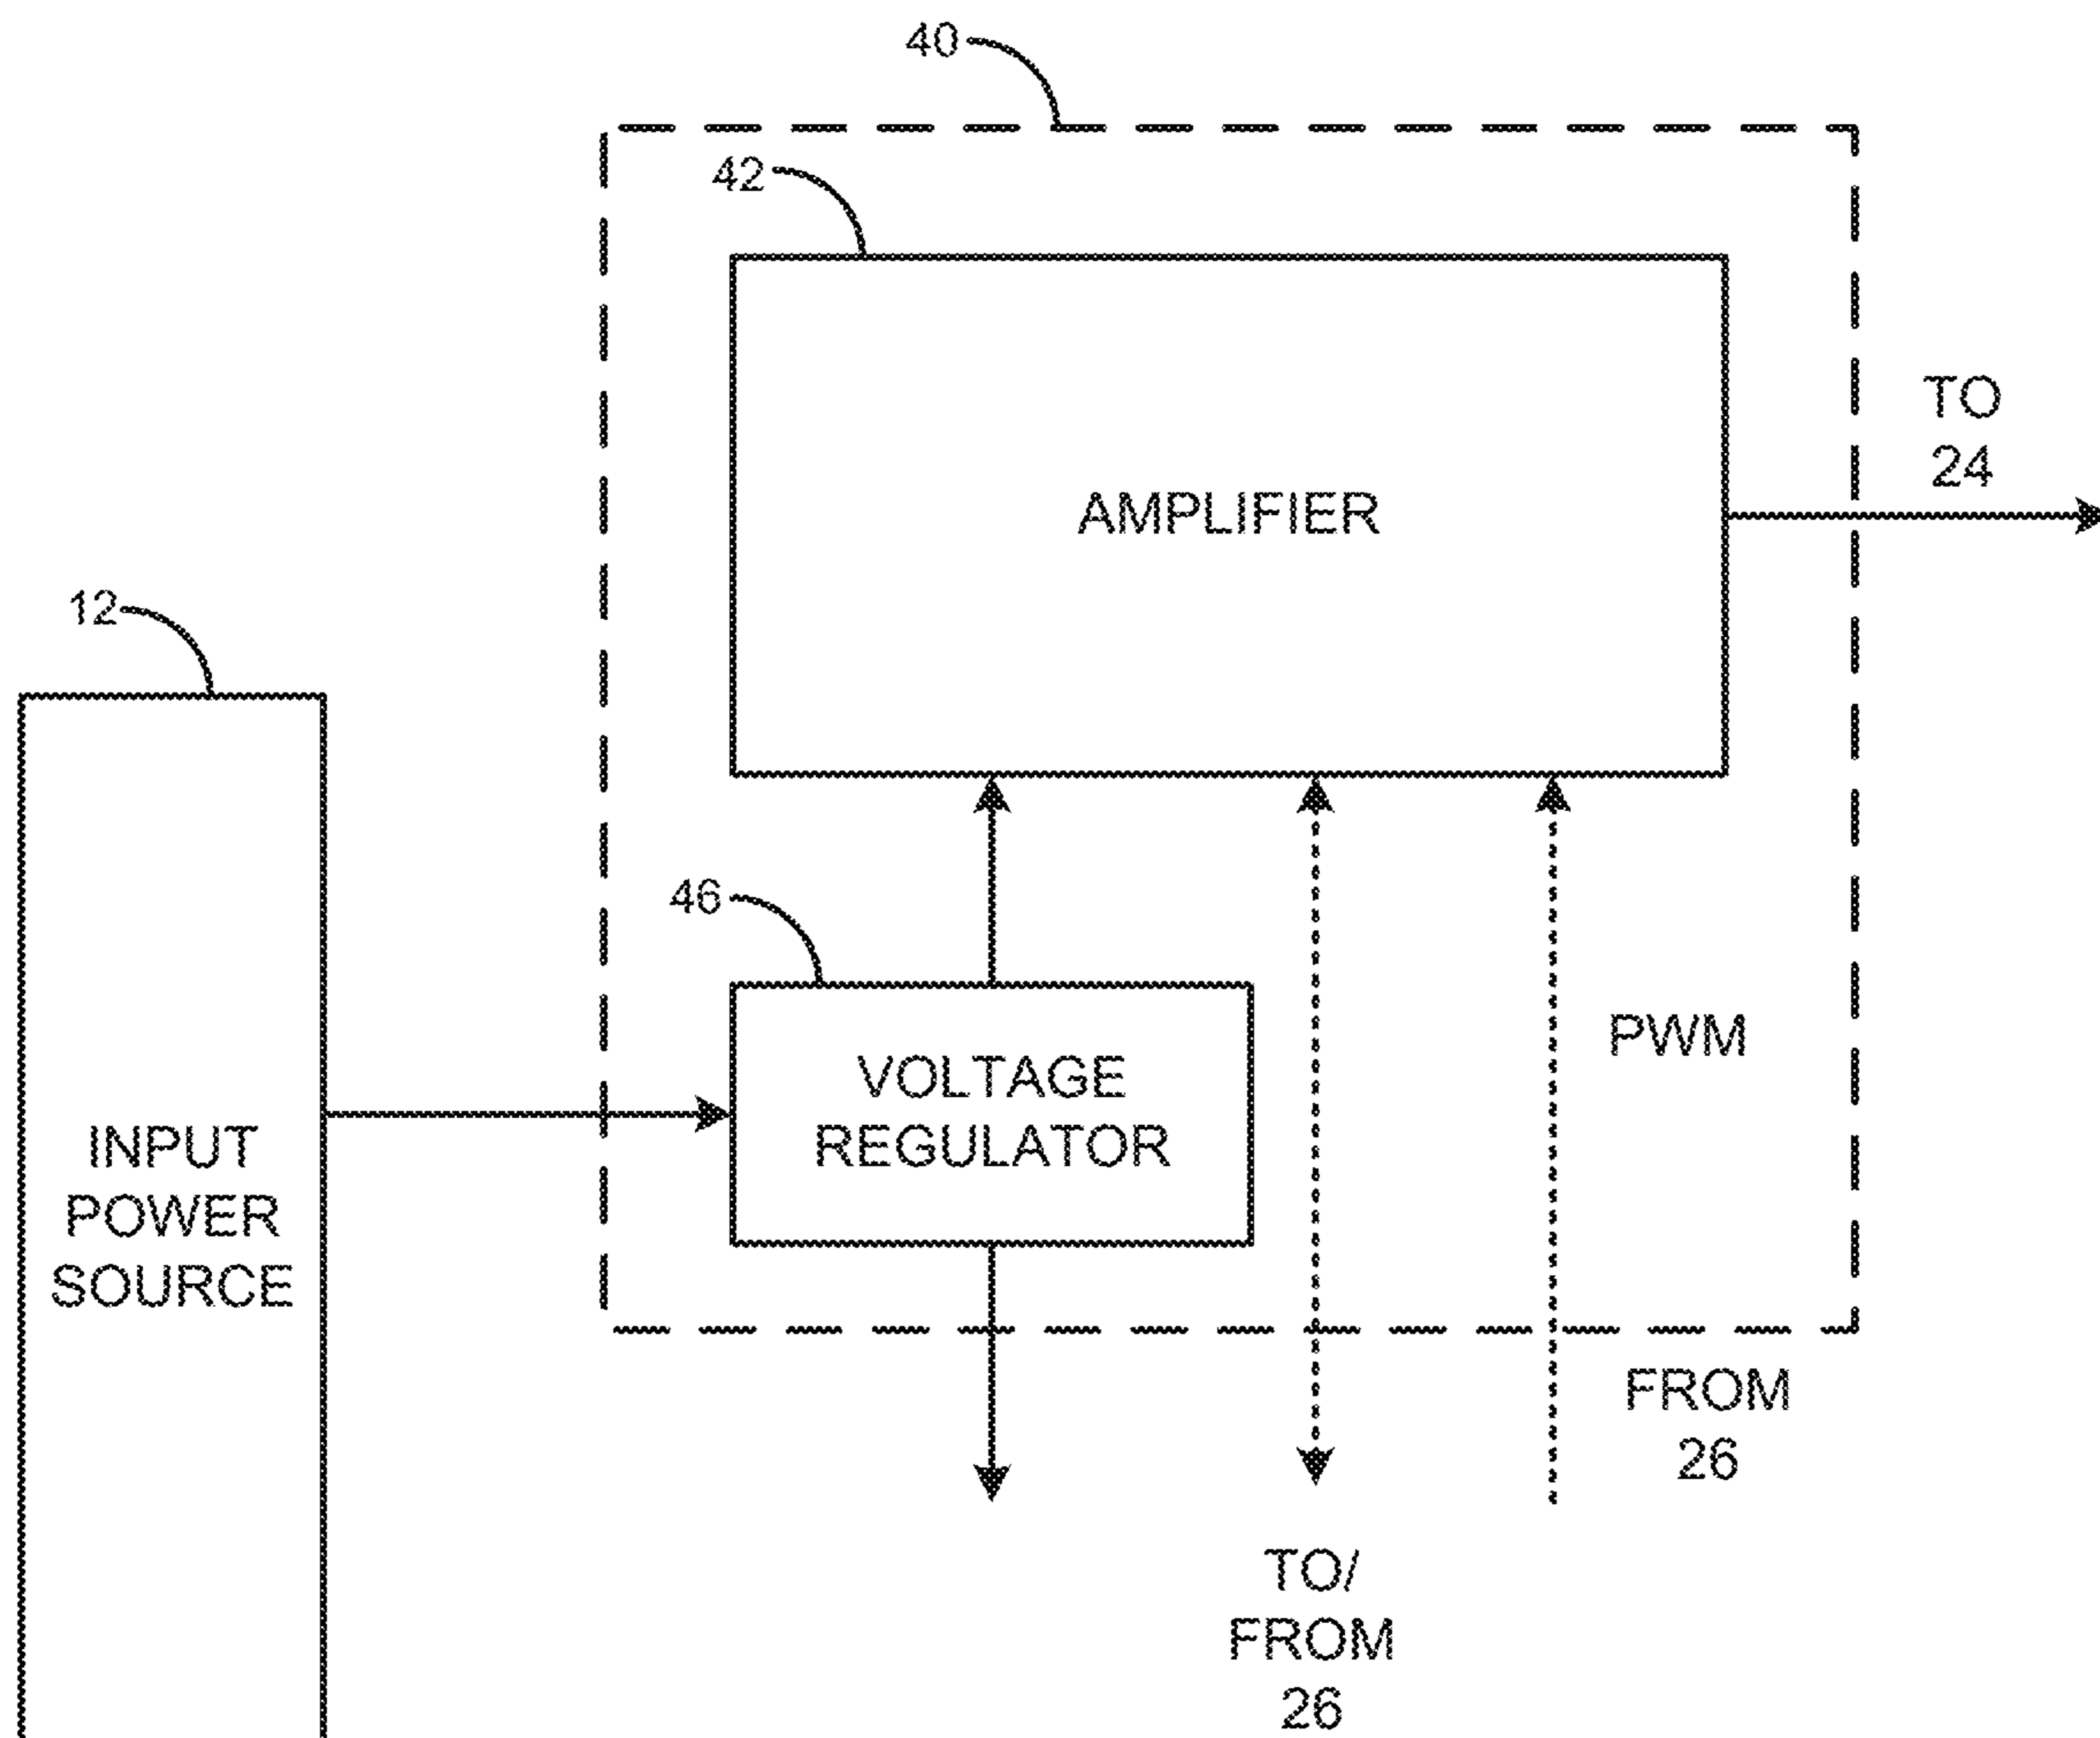 40
42
AMPLIFIER
TO
24
12
46
VOLTAGE
REGULATOR
PWM
INPUT
POWER
SOURCE
FROM
26
TO/
FROM
26